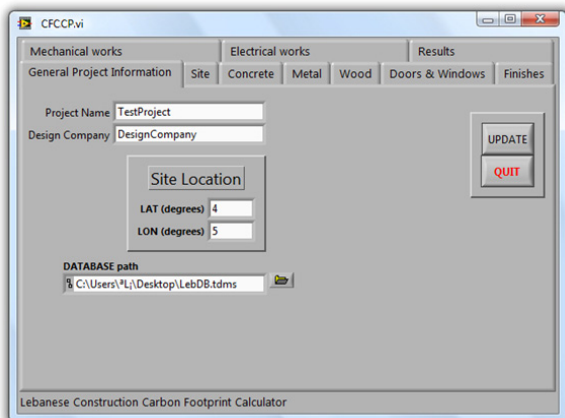 CFCCP.vi
Mechanical works Electrical works Results
General Project Information Site Concrete Metal Wood Doors & Windows Finishes
Project Name TestProject
Design Company DesignCompany
UPDATE
QUIT
Site Location
LAT (degrees) 4
LON (degrees) 5
DATABASE path
C:\Users\ªL¡\Desktop\LebDB.tdms
Lebanese Construction Carbon Footprint Calculator